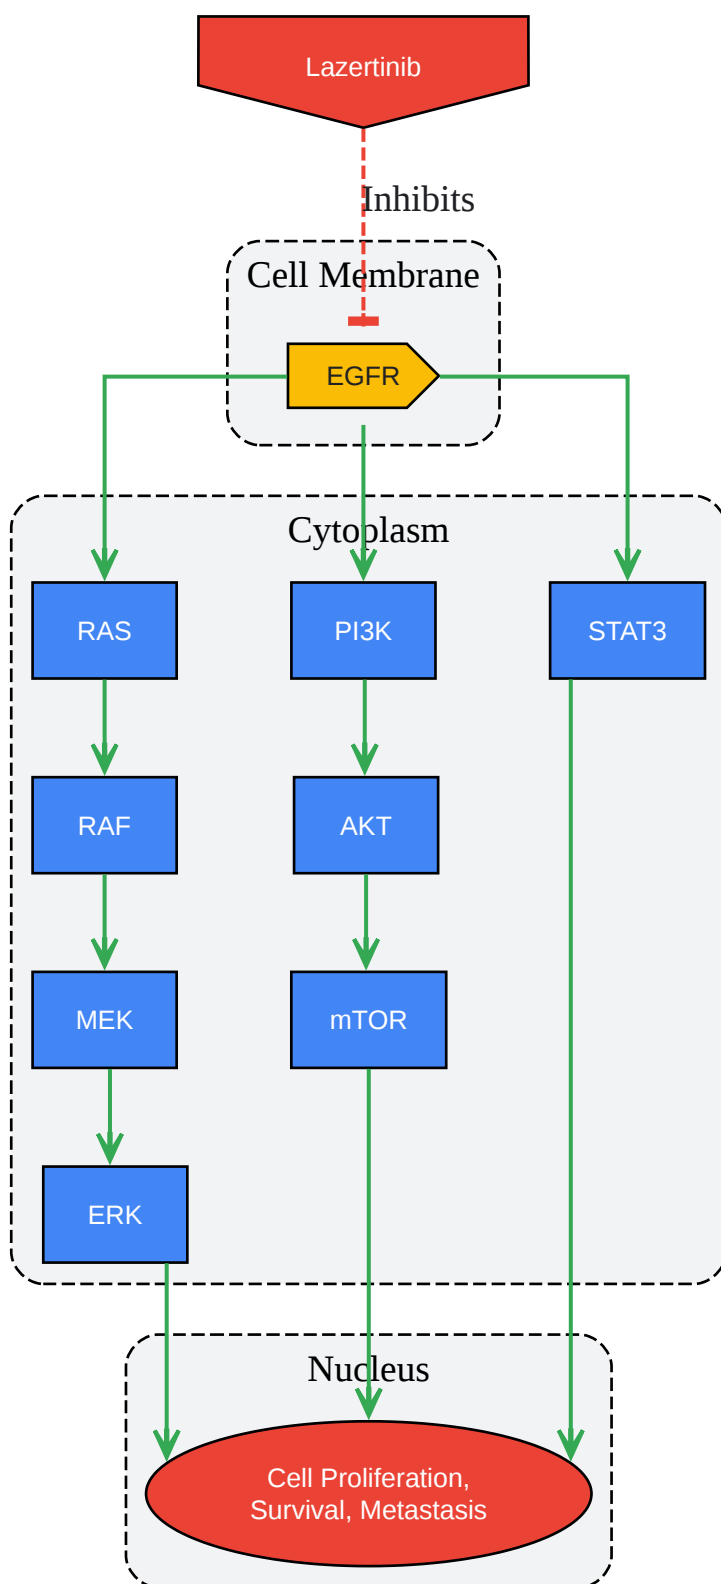 Lazertinib
Inhibits
Cell Membrane
EGFR
Cytoplasm
RAS
PI3K
STAT3
RAF
AKT
MEK
mTOR
ERK
Nucleus
Cell Proliferation,
Survival, Metastasis